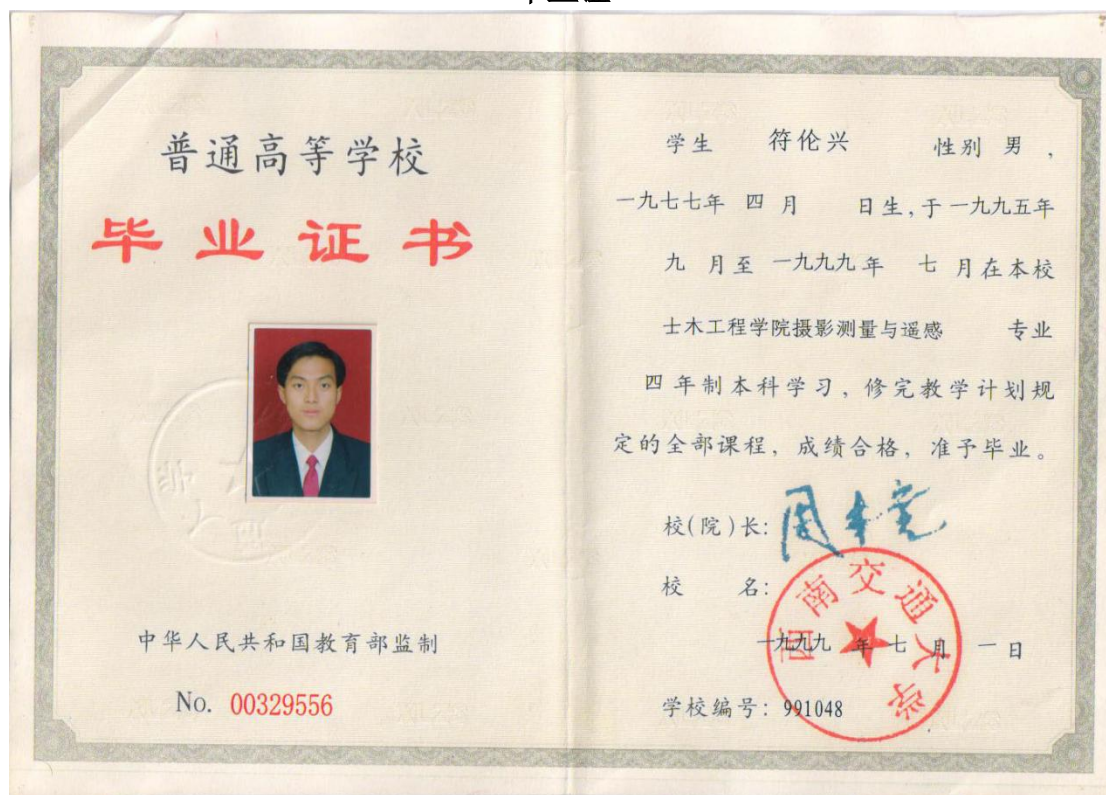 普通高等学校
毕业证书
中华人民共和国教育部监制
No. 00329556
学生 符伦兴 性别 男，
一九七七年 四 月 日生，于一九九五年
九 月至 一九九九年 七 月在本校
土木工程学院摄影测量与遥感 专业
四 年制本科学习，修完教学计划规
定的全部课程，成绩合格，准予毕业。
校(院)长：
校 名：
西南交通大学
一九九九 年 七 月 一 日
学校编号：991048